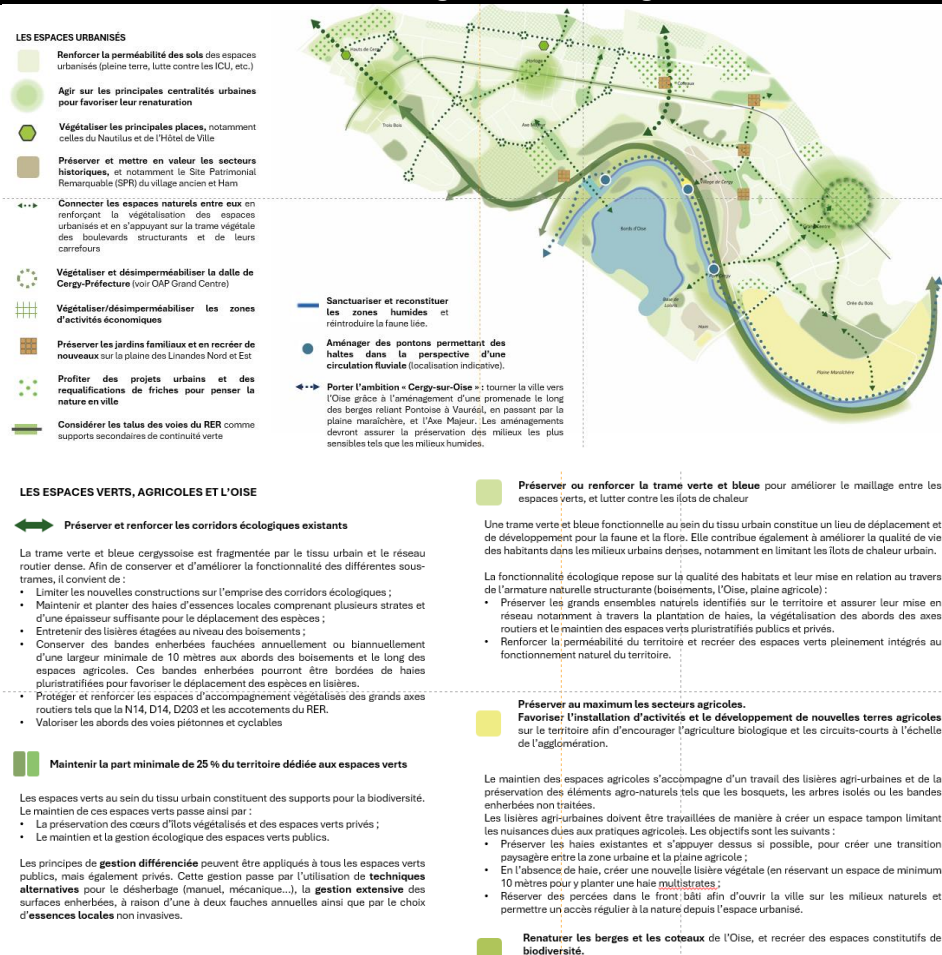 LES ESPACES URBANISÉS
Renforcer la perméabilité des sols des espaces
urbanisés (pleine terre, lutte contre les ICU, etc.)
Agir sur les principales centralités urbaines
pour favoriser leur renaturation
Végétaliser les principales places, notamment
celles du Nautilus et de l'Hôtel de Ville
Préserver et mettre en valeur les secteurs
historiques, et notamment le Site Patrimonial
Remarquable (SPR) du village ancien et Ham
Connecter les espaces naturels entre eux en
renforçant la végétalisation des espaces
urbanisés et en s'appuyant sur la trame végétale
des boulevards structurants et de leurs
carrefours
Végétaliser et désimperméabiliser la dalle de
Cergy-Préfecture (voir OAP Grand Centre)
Végétaliser/désimperméabiliser les zones
d'activités économiques
Préserver les jardins familiaux et en recréer de
nouveaux sur la plaine des Linandes Nord et Est
Profiter des projets urbains et des
requalifications de friches pour penser la
nature en ville
Considérer les talus des voies du RER comme
supports secondaires de continuité verte
Sanctuariser et reconstituer
les zones humides et
réintroduire la faune liée.
Aménager des pontons permettant des
haltes dans la perspective d'une
circulation fluviale (localisation indicative).
Porter l'ambition « Cergy-sur-Oise » : tourner la ville vers
l'Oise grâce à l'aménagement d'une promenade le long
des berges reliant Pontoise à Vauréal, en passant par la
plaine maraîchère, et l'Axe Majeur. Les aménagements
devront assurer la préservation des milieux les plus
sensibles tels que les milieux humides.
Hauts de Cergy
Horloge
Coteaux
Trois Bois
Axe Majeur
Village de Cergy
Bords d'Oise
Base de Loisirs
Ham
Orée du Bois
Plaine Maraîchère
LES ESPACES VERTS, AGRICOLES ET L'OISE
Préserver et renforcer les corridors écologiques existants
La trame verte et bleue cergyssoise est fragmentée par le tissu urbain et le réseau
routier dense. Afin de conserver et d'améliorer la fonctionnalité des différentes sous-
trames, il convient de :
• Limiter les nouvelles constructions sur l'emprise des corridors écologiques ;
• Maintenir et planter des haies d'essences locales comprenant plusieurs strates et
d'une épaisseur suffisante pour le déplacement des espèces ;
• Entretenir des lisières étagées au niveau des boisements ;
• Conserver des bandes enherbées fauchées annuellement ou biannuellement
d'une largeur minimale de 10 mètres aux abords des boisements et le long des
espaces agricoles. Ces bandes enherbées pourront être bordées de haies
pluristratifiées pour favoriser le déplacement des espèces en lisières.
• Protéger et renforcer les espaces d'accompagnement végétalisés des grands axes
routiers tels que la N14, D14, D203 et les accotements du RER.
• Valoriser les abords des voies piétonnes et cyclables
Maintenir la part minimale de 25 % du territoire dédiée aux espaces verts
Les espaces verts au sein du tissu urbain constituent des supports pour la biodiversité.
Le maintien de ces espaces verts passe ainsi par :
• La préservation des cœurs d'îlots végétalisés et des espaces verts privés ;
• Le maintien et la gestion écologique des espaces verts publics.
Les principes de gestion différenciée peuvent être appliqués à tous les espaces verts
publics, mais également privés. Cette gestion passe par l'utilisation de techniques
alternatives pour le désherbage (manuel, mécanique...), la gestion extensive des
surfaces enherbées, à raison d'une à deux fauches annuelles ainsi que par le choix
d'essences locales non invasives.
Préserver ou renforcer la trame verte et bleue pour améliorer le maillage entre les
espaces verts, et lutter contre les ilots de chaleur
Une trame verte et bleue fonctionnelle au sein du tissu urbain constitue un lieu de déplacement et
de développement pour la faune et la flore. Elle contribue également à améliorer la qualité de vie
des habitants dans les milieux urbains denses, notamment en limitant les îlots de chaleur urbain.
La fonctionnalité écologique repose sur la qualité des habitats et leur mise en relation au travers
de l'armature naturelle structurante (boisements, l'Oise, plaine agricole) :
• Préserver les grands ensembles naturels identifiés sur le territoire et assurer leur mise en
réseau notamment à travers la plantation de haies, la végétalisation des abords des axes
routiers et le maintien des espaces verts pluristratifiés publics et privés.
• Renforcer la perméabilité du territoire et recréer des espaces verts pleinement intégrés au
fonctionnement naturel du territoire.
Préserver au maximum les secteurs agricoles.
Favoriser l'installation d'activités et le développement de nouvelles terres agricoles
sur le territoire afin d'encourager l'agriculture biologique et les circuits-courts à l'échelle
de l'agglomération.
Le maintien des espaces agricoles s'accompagne d'un travail des lisières agri-urbaines et de la
préservation des éléments agro-naturels tels que les bosquets, les arbres isolés ou les bandes
enherbées non traitées.
Les lisières agri-urbaines doivent être travaillées de manière à créer un espace tampon limitant
les nuisances dues aux pratiques agricoles. Les objectifs sont les suivants :
• Préserver les haies existantes et s'appuyer dessus si possible, pour créer une transition
paysagère entre la zone urbaine et la plaine agricole ;
• En l'absence de haie, créer une nouvelle lisière végétale (en réservant un espace de minimum
10 mètres pour y planter une haie multistrates ;
• Réserver des percées dans le front bâti afin d'ouvrir la ville sur les milieux naturels et
permettre un accès régulier à la nature depuis l'espace urbanisé.
Renaturer les berges et les coteaux de l'Oise, et recréer des espaces constitutifs de
biodiversité.